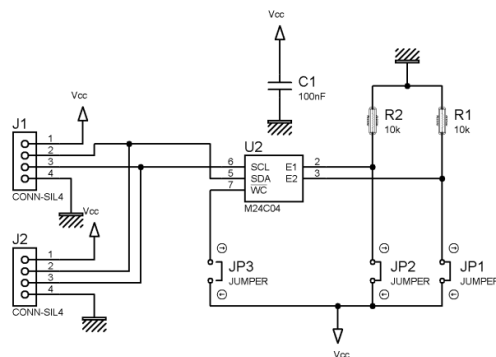 Vcc
C1
100nF
Vcc
J1
1
2
3
4
CONN-SIL4
R2
10k
R1
10k
U2
6 SCL E1 2
5 SDA E2 3
7 WC
M24C04
Vcc
J2
1
2
3
4
CONN-SIL4
JP3
JUMPER
JP2
JUMPER
JP1
JUMPER
Vcc